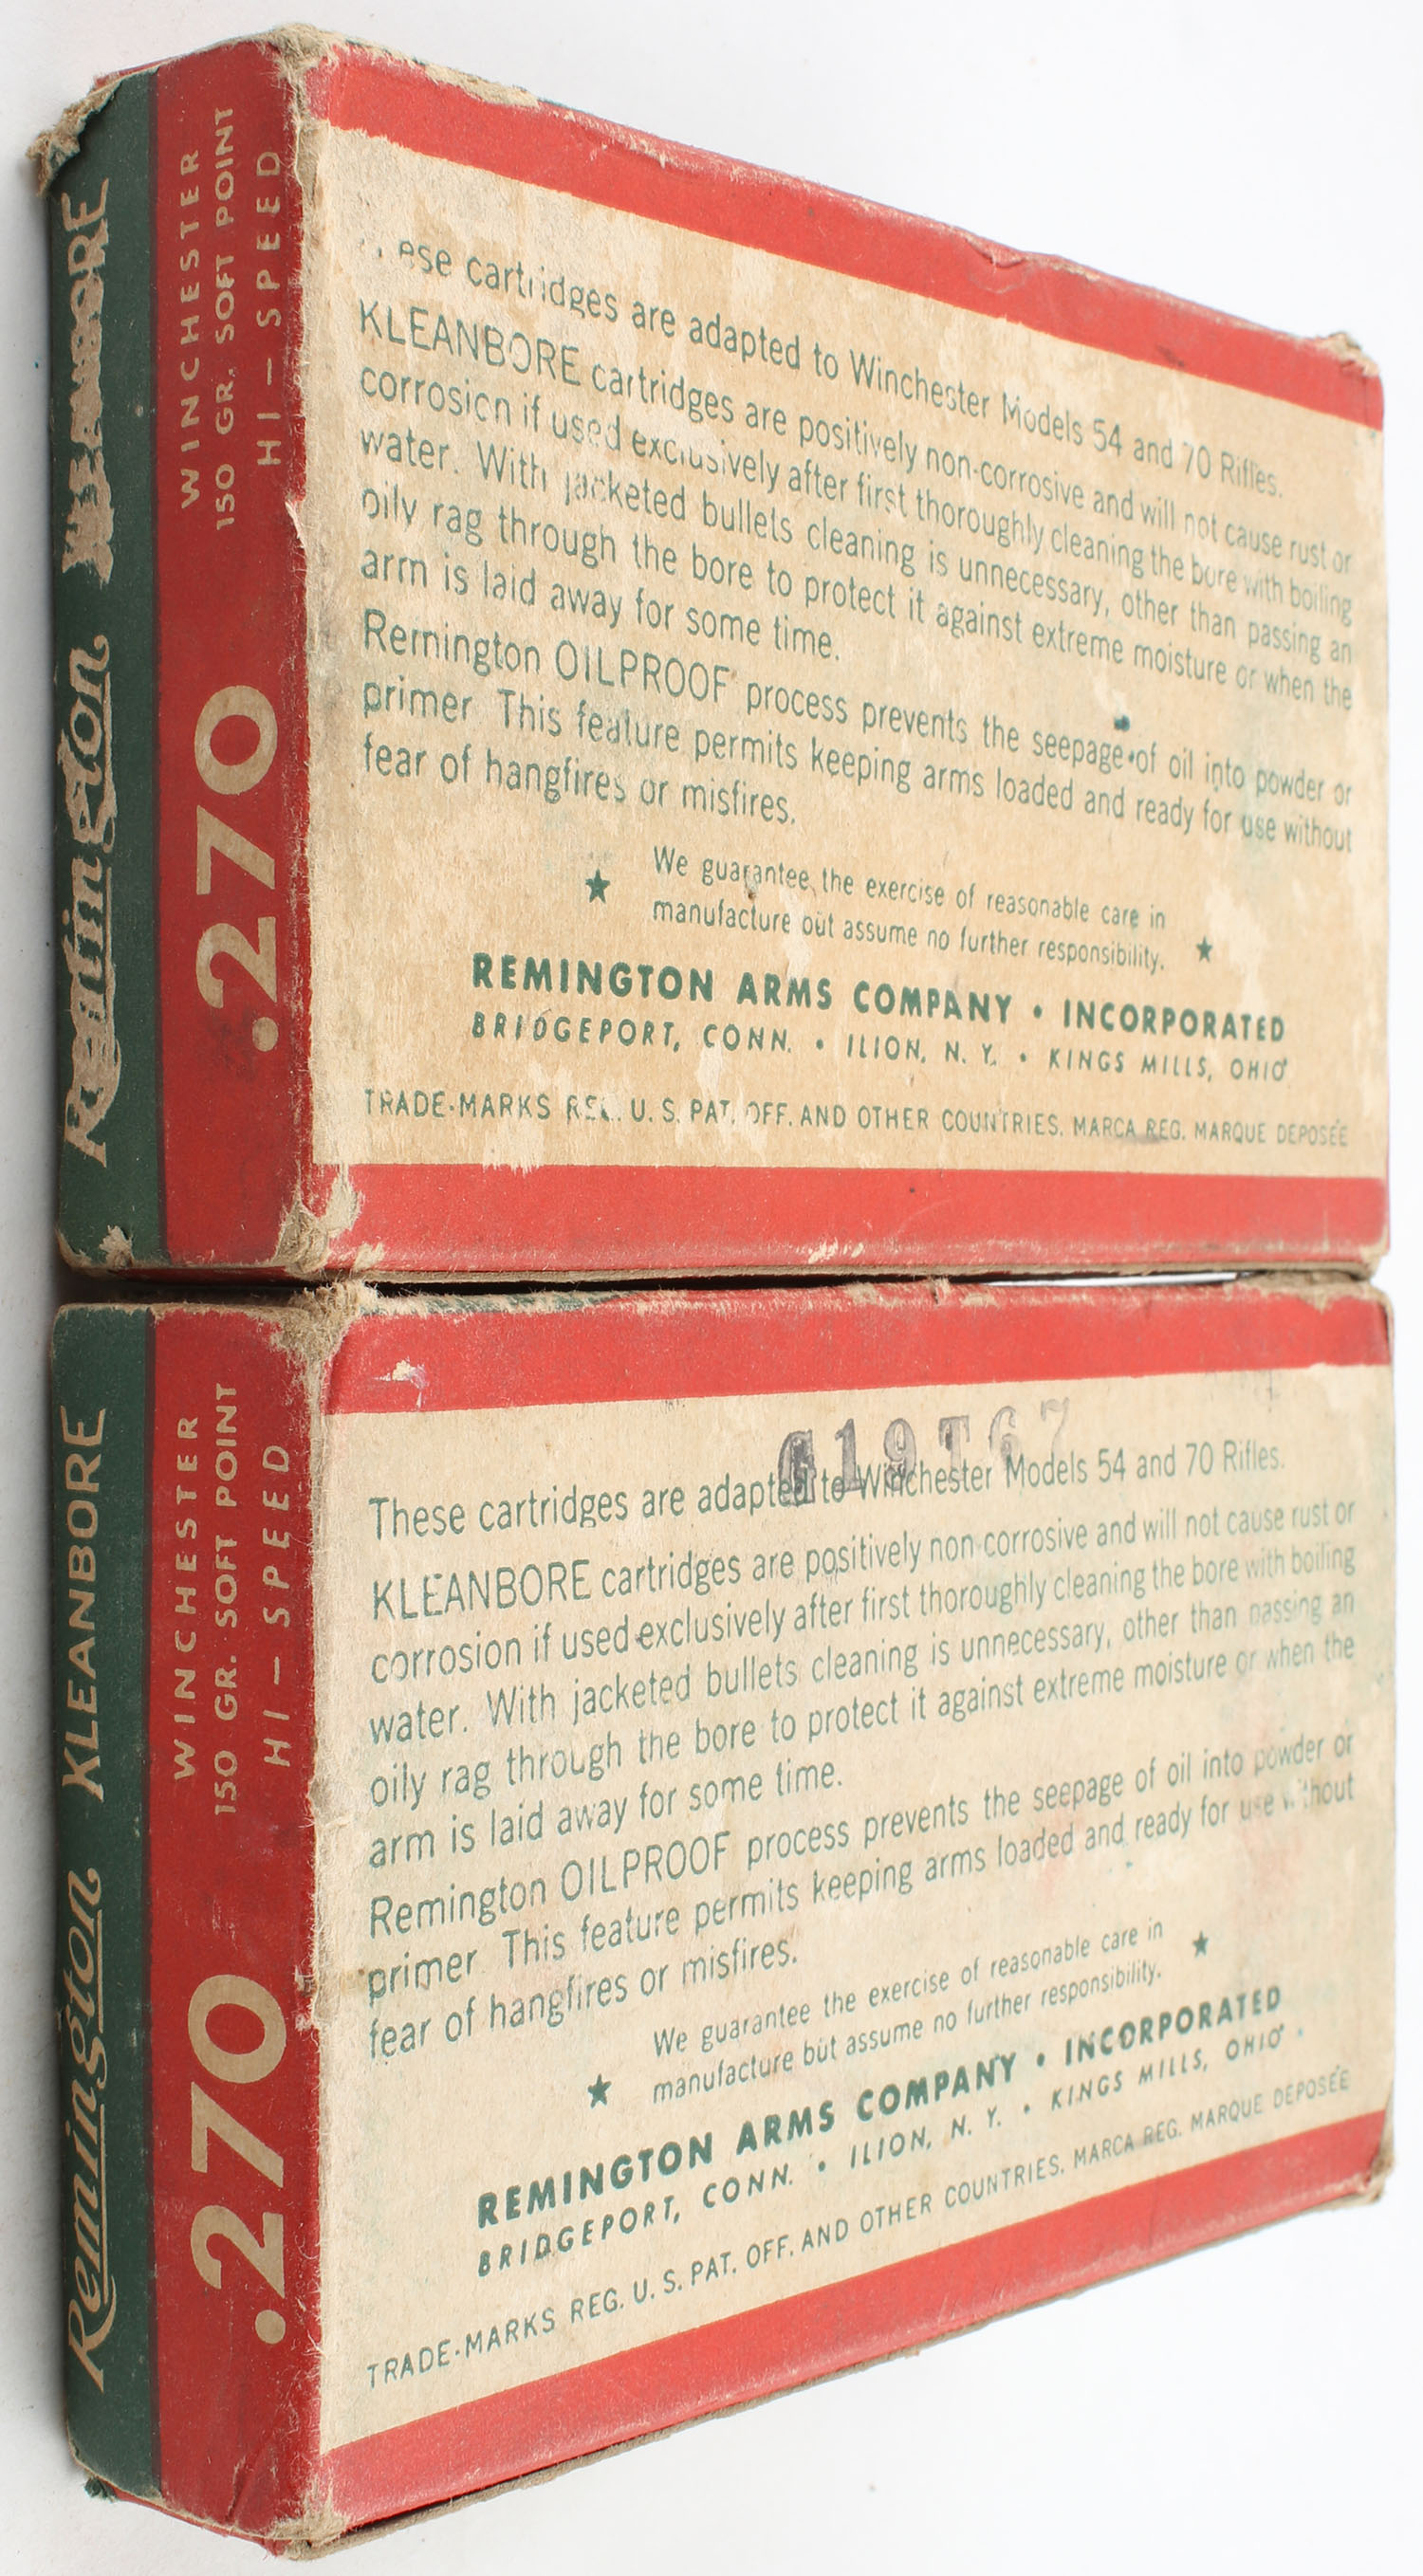 Remington KLEANBORE
.270
WINCHESTER
150 GR. SOFT POINT
HI-SPEED
cartridges are adapted to Winchester Models 54 and 70 Rifles.
KLEANBORE cartridges are positively non-corrosive and will not cause rust or
corrosion if used exclusively after first thoroughly cleaning the bore with boiling
water. With jacketed bullets cleaning is unnecessary, other than passing an
oily rag through the bore to protect it against extreme moisture or when the
arm is laid away for some time.
Remington OILPROOF process prevents the seepage of oil into powder or
primer. This feature permits keeping arms loaded and ready for use without
fear of hangfires or misfires.
We guarantee the exercise of reasonable care in
manufacture but assume no further responsibility.
REMINGTON ARMS COMPANY • INCORPORATED
BRIDGEPORT, CONN. • ILION, N. Y. • KINGS MILLS, OHIO
TRADE-MARKS REG. U. S. PAT. OFF. AND OTHER COUNTRIES. MARCA REG. MARQUE DEPOSÉE
Remington KLEANBORE
.270
WINCHESTER
150 GR. SOFT POINT
HI-SPEED
G19T67
These cartridges are adapted to Winchester Models 54 and 70 Rifles.
KLEANBORE cartridges are positively non-corrosive and will not cause rust or
corrosion if used exclusively after first thoroughly cleaning the bore with boiling
water. With jacketed bullets cleaning is unnecessary, other than passing an
oily rag through the bore to protect it against extreme moisture or when the
arm is laid away for some time.
Remington OILPROOF process prevents the seepage of oil into powder or
primer. This feature permits keeping arms loaded and ready for use without
fear of hangfires or misfires.
We guarantee the exercise of reasonable care in
manufacture but assume no further responsibility.
REMINGTON ARMS COMPANY • INCORPORATED
BRIDGEPORT, CONN. • ILION, N. Y. • KINGS MILLS, OHIO
TRADE-MARKS REG. U. S. PAT. OFF. AND OTHER COUNTRIES. MARCA REG. MARQUE DEPOSÉE